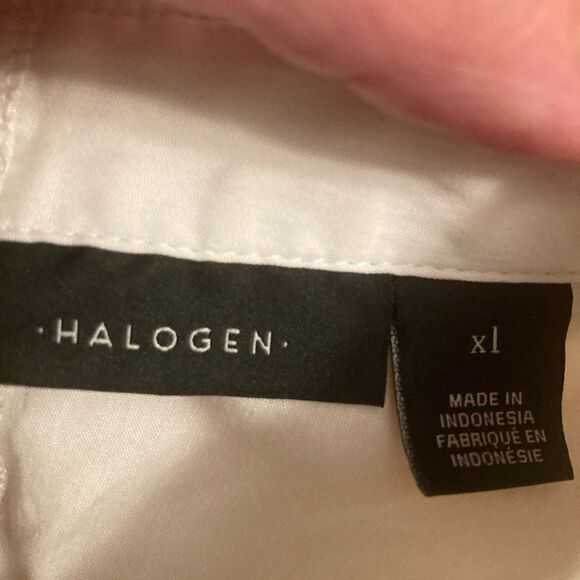 ·HALOGEN·
xl
MADE IN
INDONESIA
FABRIQUÉ EN
INDONÉSIE